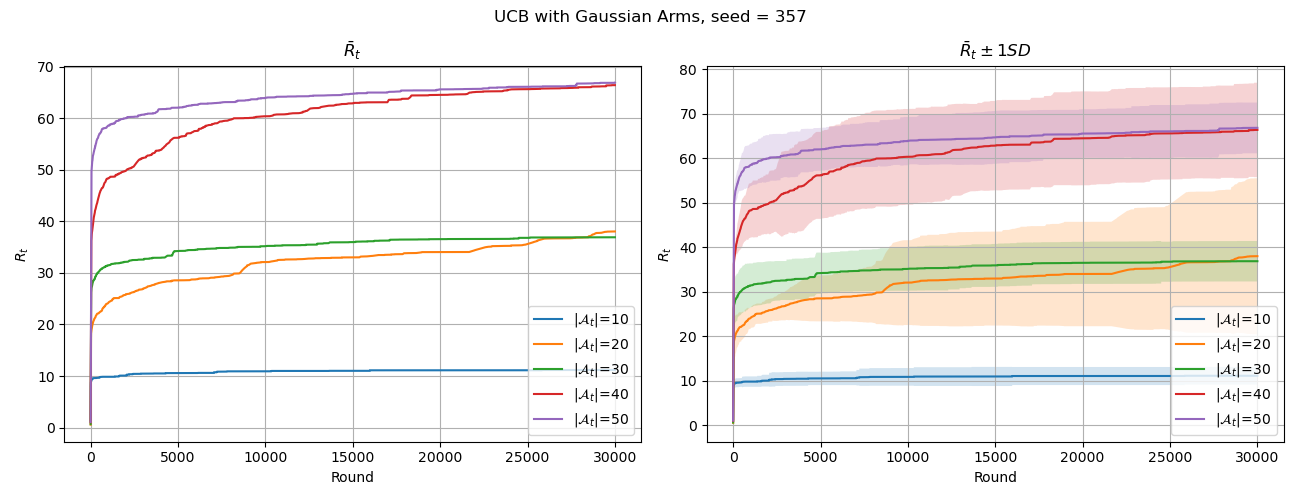 UCB with Gaussian Arms, seed = 357
R̄ₜ
70
60
50
40
30
20
10
0
Rₜ
0 5000 10000 15000 20000 25000 30000
Round
|𝒜ₜ|=10
|𝒜ₜ|=20
|𝒜ₜ|=30
|𝒜ₜ|=40
|𝒜ₜ|=50
R̄ₜ ± 1SD
80
70
60
50
40
30
20
10
0
Rₜ
0 5000 10000 15000 20000 25000 30000
Round
|𝒜ₜ|=10
|𝒜ₜ|=20
|𝒜ₜ|=30
|𝒜ₜ|=40
|𝒜ₜ|=50